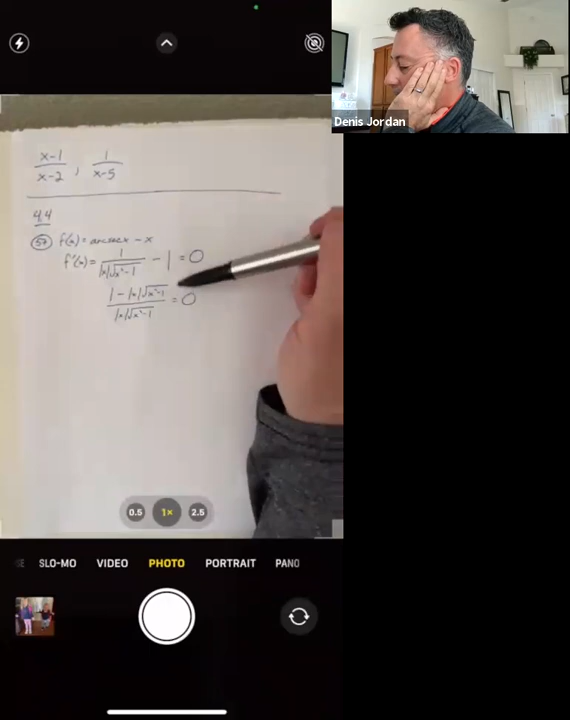 Denis Jordan
x-1/x-2 , 1/x-5
4.4
57 f(x) = arcsecx - x
f'(x) = 1/|x|√x²-1 - 1 = 0
1 - |x|√x²-1/|x|√x²-1 = 0
0.5 1× 2.5
SLO-MO VIDEO PHOTO PORTRAIT PANO